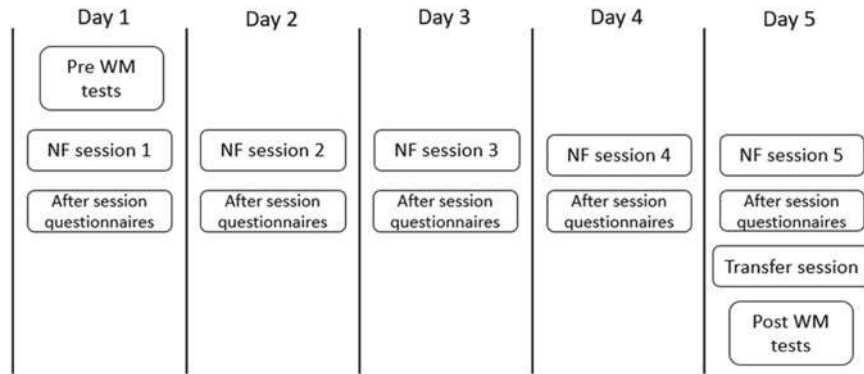 Day 1
Day 2
Day 3
Day 4
Day 5
Pre WM
tests
NF session 1
NF session 2
NF session 3
NF session 4
NF session 5
After session
questionnaires
After session
questionnaires
After session
questionnaires
After session
questionnaires
After session
questionnaires
Transfer session
Post WM
tests